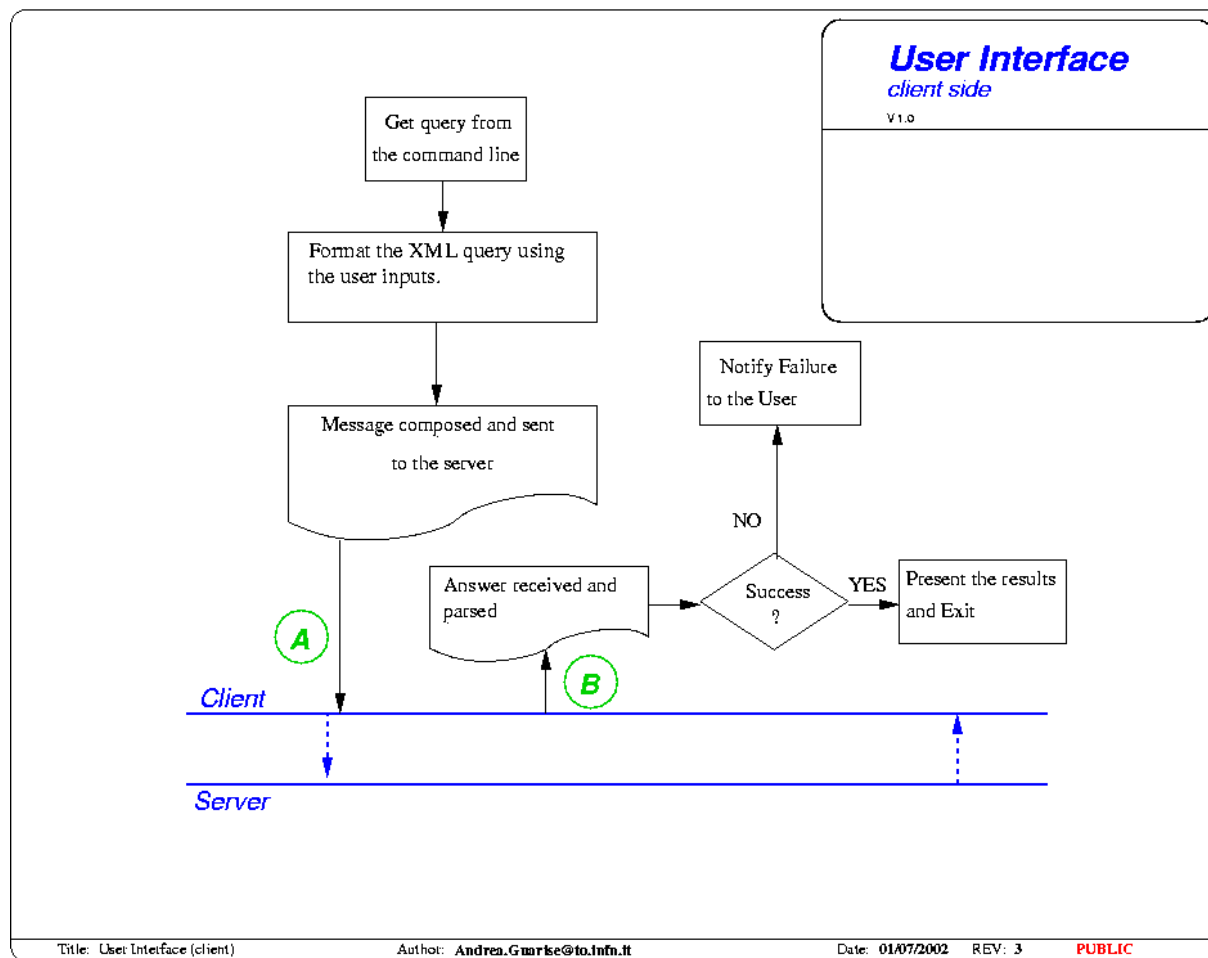 User Interface
client side
V 1.0
Get query from
the command line
Format the XML query using
the user inputs.
Message composed and sent
to the server
Notify Failure
to the User
NO
Answer received and
parsed
Success
?
YES
Present the results
and Exit
A
B
Client
Server
Title: User Interface (client) Author: Andrea.Guarise@to.infn.it Date: 01/07/2002 REV: 3 PUBLIC